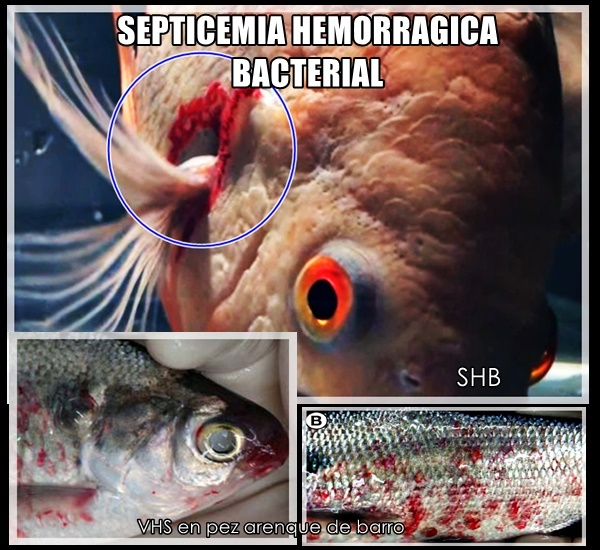 SEPTICEMIA HEMORRAGICA
BACTERIAL
SHB
B
VHS en pez arenque de barro